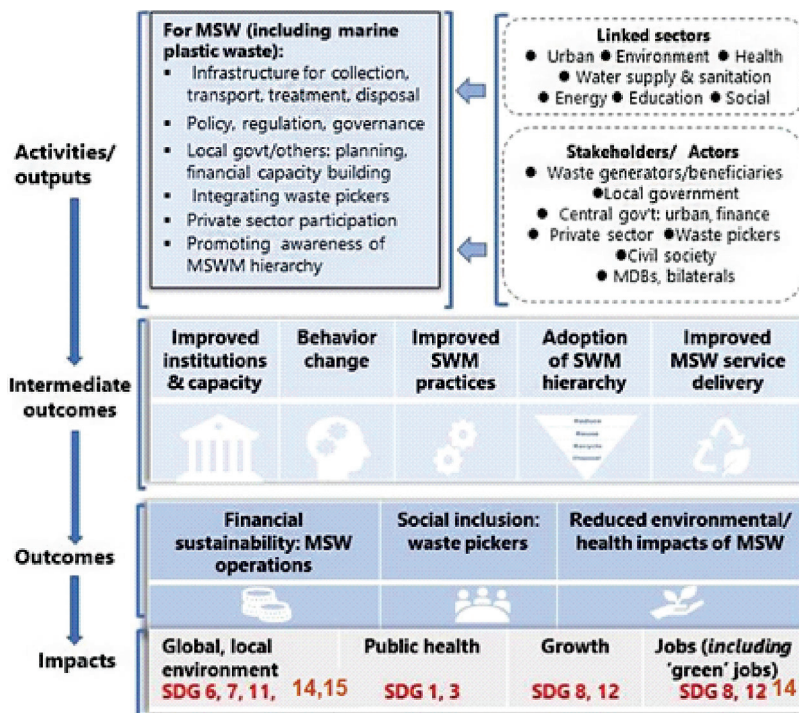 Activities/
outputs
For MSW (including marine
plastic waste):
▪ Infrastructure for collection,
transport, treatment, disposal
▪ Policy, regulation, governance
▪ Local govt/others: planning,
financial capacity building
▪ Integrating waste pickers
▪ Private sector participation
▪ Promoting awareness of
MSWM hierarchy
Linked sectors
● Urban ● Environment ● Health
● Water supply & sanitation
● Energy ● Education ● Social
Stakeholders/ Actors
● Waste generators/beneficiaries
●Local government
● Central gov't: urban, finance
● Private sector ●Waste pickers
●Civil society
● MDBs, bilaterals
Intermediate
outcomes
Improved
institutions
& capacity
Behavior
change
Improved
SWM
practices
Adoption
of SWM
hierarchy
Reduce
Reuse
Recycle
Disposal
Improved
MSW service
delivery
Outcomes
Financial
sustainability: MSW
operations
Social inclusion:
waste pickers
Reduced environmental/
health impacts of MSW
Impacts
Global, local
environment
SDG 6, 7, 11, 14,15
Public health
SDG 1, 3
Growth
SDG 8, 12
Jobs (including
'green' jobs)
SDG 8, 12 14